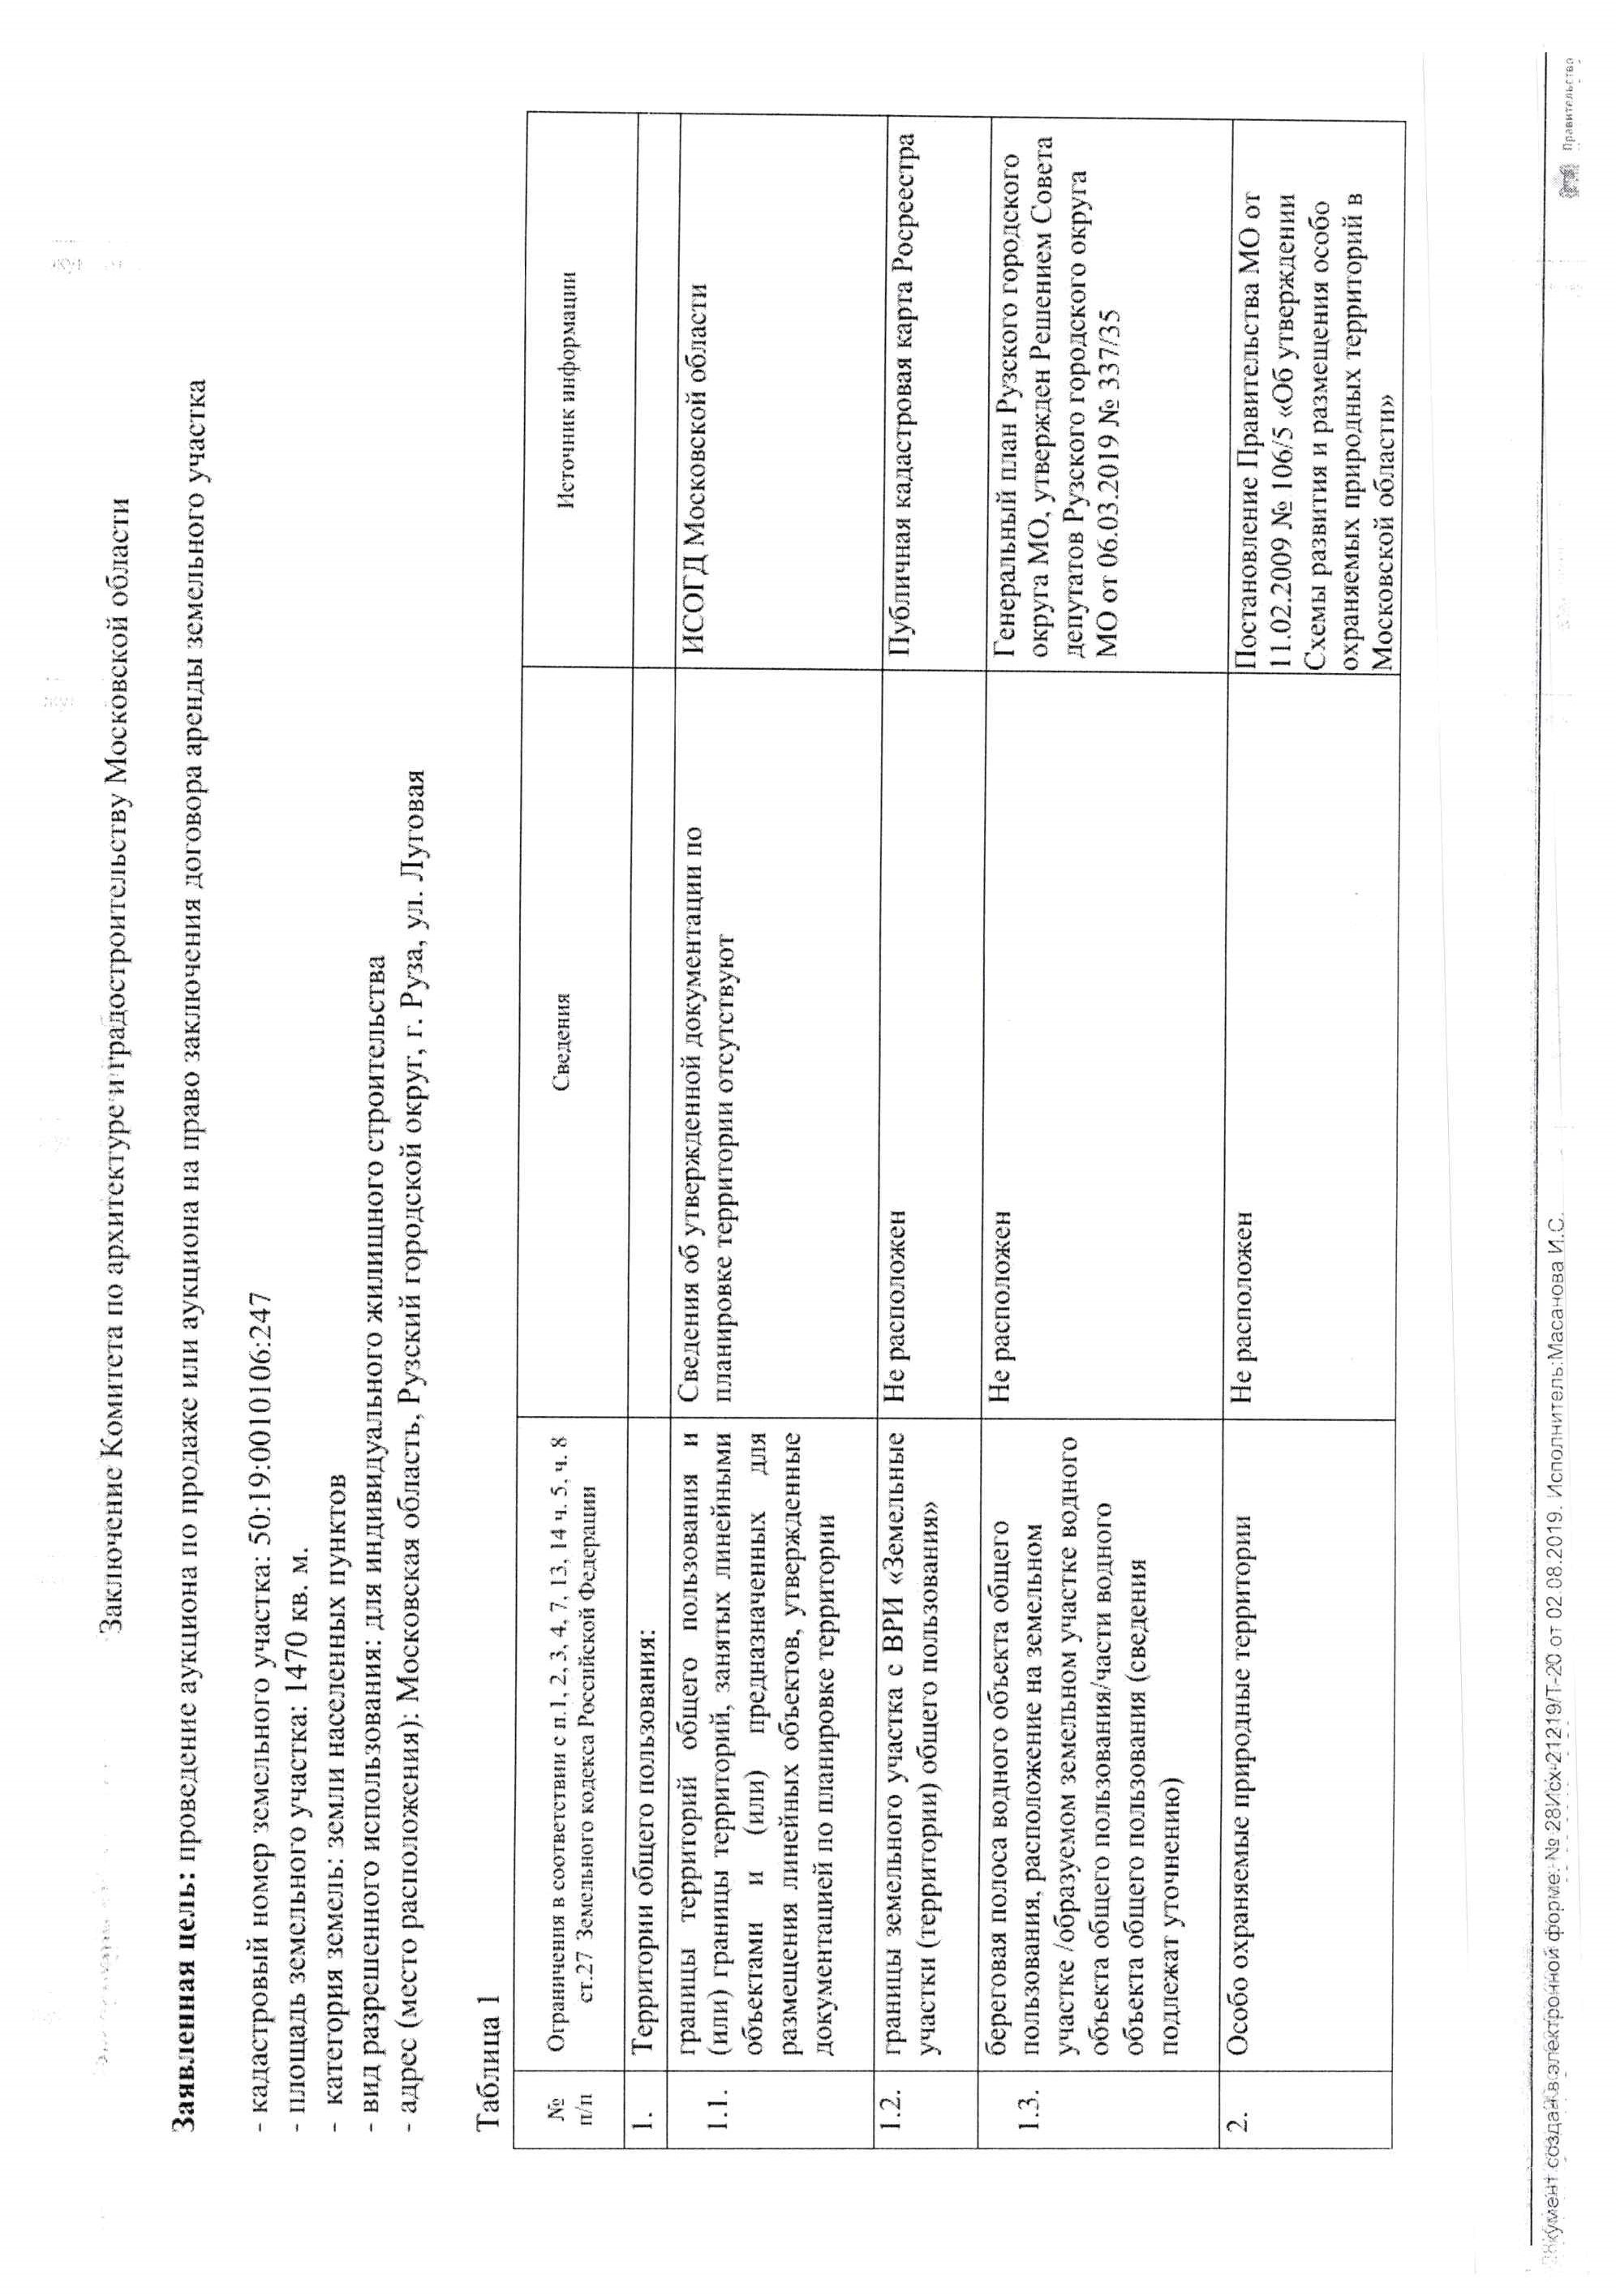 Заключение Комитета по архитектуре и градостроительству Московской области
Заявленная цель: проведение аукциона по продаже или аукциона на право заключения договора аренды земельного участка
- кадастровый номер земельного участка: 50:19:0010106:247
- площадь земельного участка: 1470 кв. м.
- категория земель: земли населенных пунктов
- вид разрешенного использования: для индивидуального жилищного строительства
- адрес (место расположения): Московская область, Рузский городской округ, г. Руза, ул. Луговая
Таблица 1
№
п/п
Ограничения в соответствии с п.1, 2, 3, 4, 7, 13, 14 ч. 5, ч. 8
ст.27 Земельного кодекса Российской Федерации
Сведения
Источник информации
1.
Территории общего пользования:
1.1.
границы территорий общего пользования и
(или) границы территорий, занятых линейными
объектами и (или) предназначенных для
размещения линейных объектов, утвержденные
документацией по планировке территории
Сведения об утвержденной документации по
планировке территории отсутствуют
ИСОГД Московской области
1.2.
границы земельного участка с ВРИ «Земельные
участки (территории) общего пользования»
Не расположен
Публичная кадастровая карта Росреестра
1.3.
береговая полоса водного объекта общего
пользования, расположение на земельном
участке /образуемом земельном участке водного
объекта общего пользования/части водного
объекта общего пользования (сведения
подлежат уточнению)
Не расположен
Генеральный план Рузского городского
округа МО, утвержден Решением Совета
депутатов Рузского городского округа
МО от 06.03.2019 № 337/35
2.
Особо охраняемые природные территории
Не расположен
Постановление Правительства МО от
11.02.2009 № 106/5 «Об утверждении
Схемы развития и размещения особо
охраняемых природных территорий в
Московской области»
Документ создан в электронной форме. № 28Исх-21219/Т-20 от 02.08.2019. Исполнитель:Масанова И.С.
Правительство